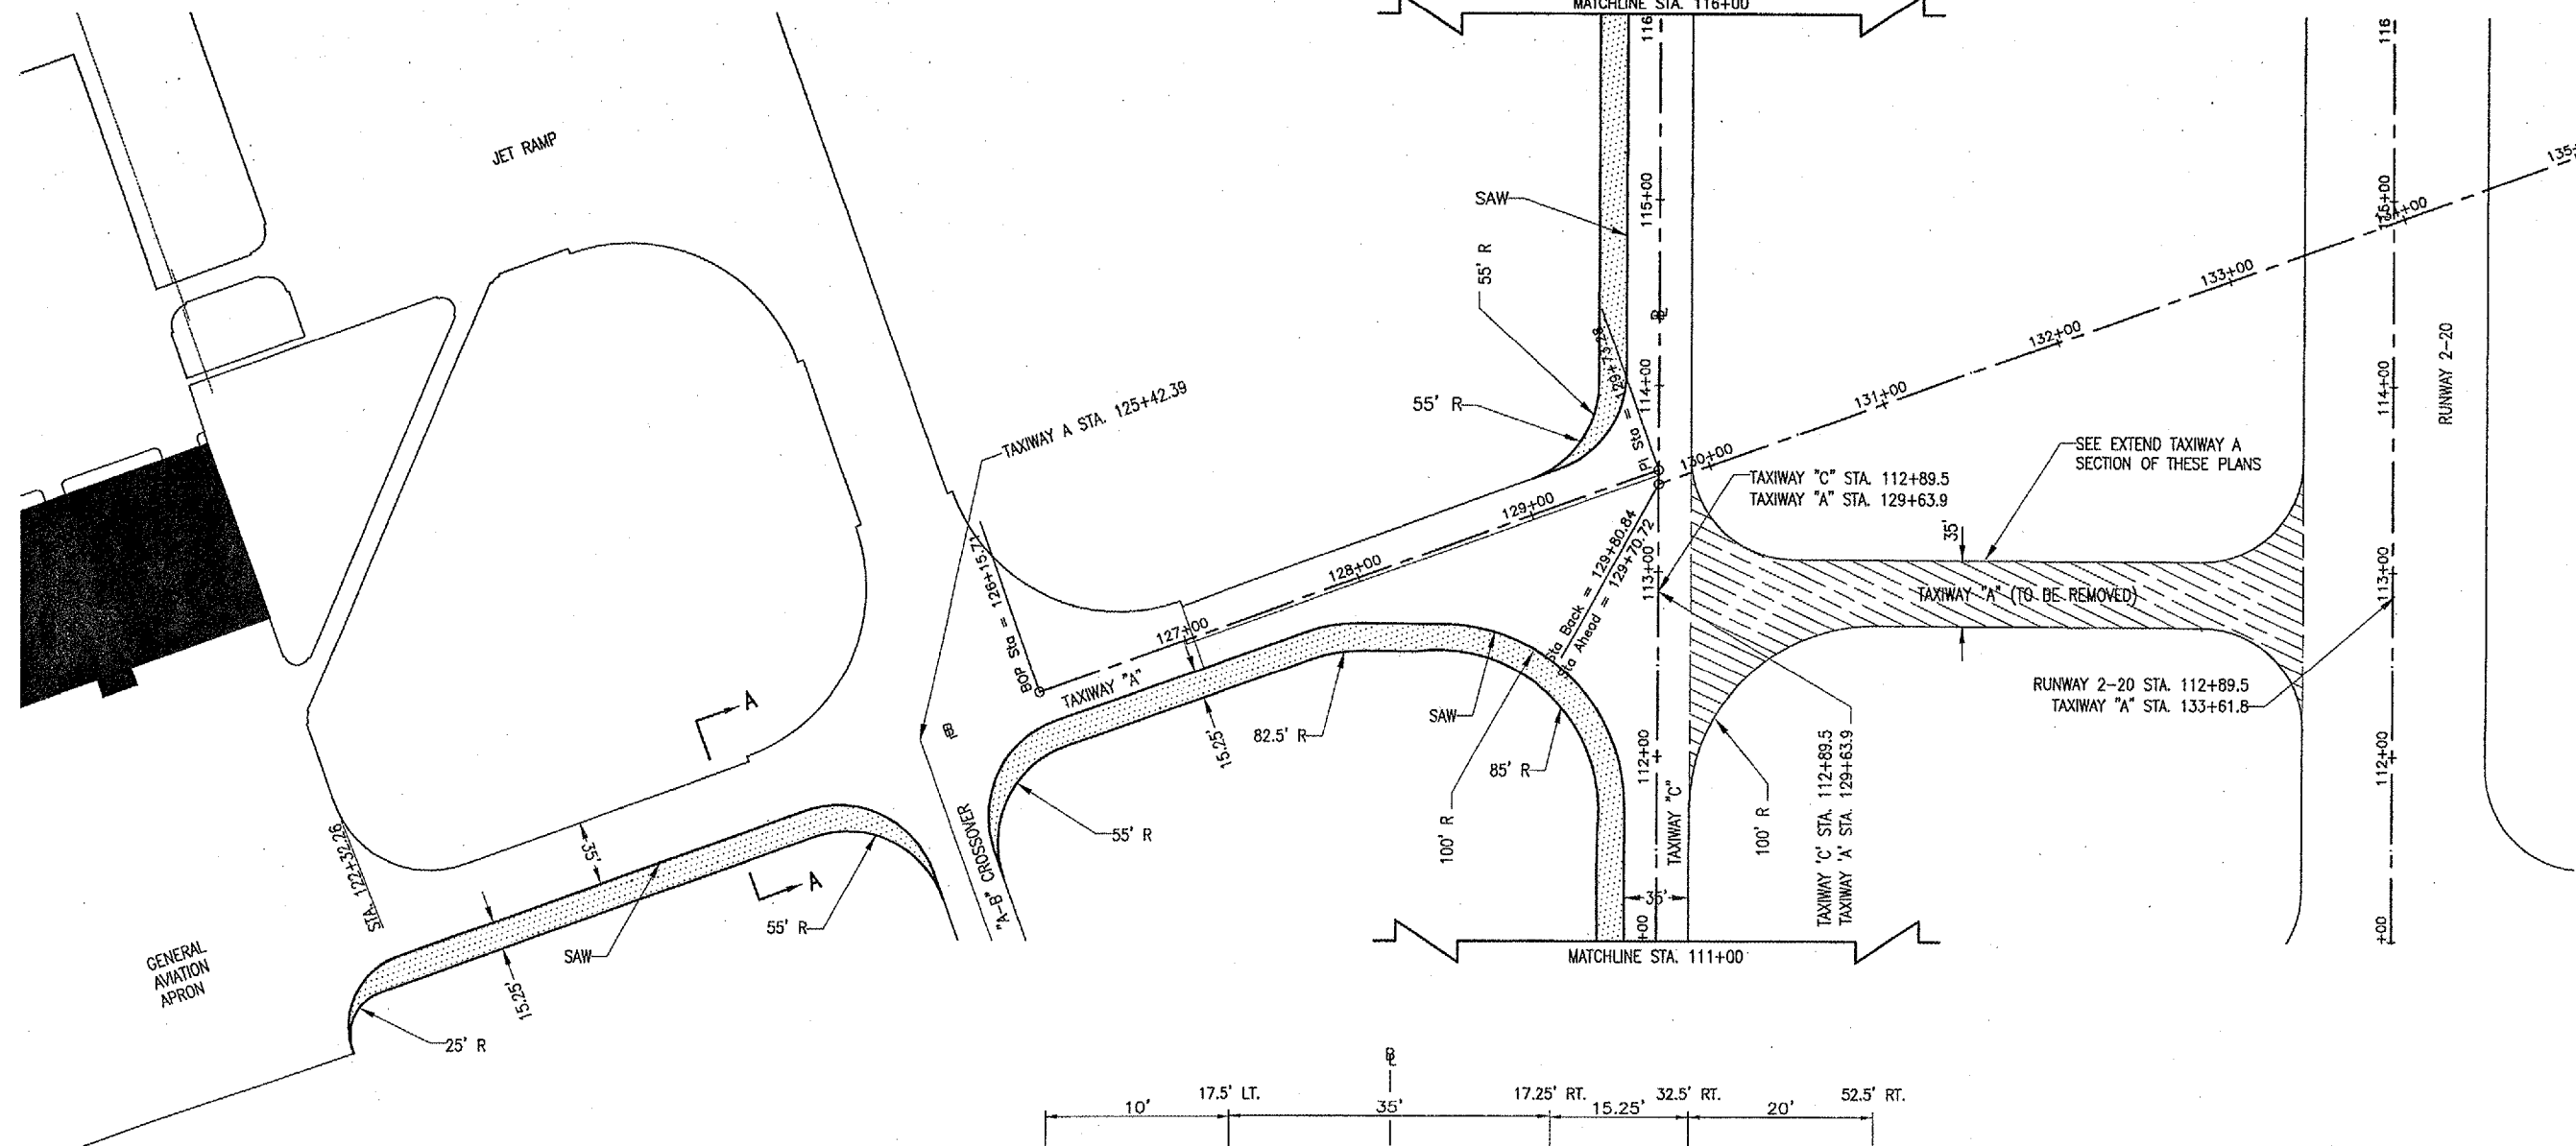 MATCHLINE STA. 116+00
116
116
JET RAMP
135+
SAW
115+00
115+00
134+00
55' R
133+00
132+00
RUNWAY 2-20
TAXIWAY A STA. 125+42.39
55' R
114+00
131+00
114+00
PI Sta =
130+00
SEE EXTEND TAXIWAY A
SECTION OF THESE PLANS
TAXIWAY "C" STA. 112+89.5
TAXIWAY "A" STA. 129+63.9
129+00
35'
BOP Sta = 126+15.71
128+00
Sta Back = 129+80.84
Sta Ahead = 129+70.72
113+00
TAXIWAY "A" (TO BE REMOVED)
113+00
127+00
TAXIWAY "A"
A
RUNWAY 2-20 STA. 112+89.5
TAXIWAY "A" STA. 133+61.8
SAW
82.5' R
15.25'
85' R
112+00
112+00
TAXIWAY "C"
100' R
100' R
TAXIWAY 'C' STA. 112+89.5
TAXIWAY 'A' STA. 129+63.9
55' R
"A-B" CROSSOVER
STA. 122+32.26
35'
A
55' R
35'
+00
+00
SAW
GENERAL
AVIATION
APRON
15.25'
MATCHLINE STA. 111+00
25' R
17.5' LT.
17.25' RT.
32.5' RT.
52.5' RT.
10'
35'
15.25'
20'